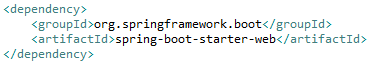 <dependency>
    <groupId>org.springframework.boot</groupId>
    <artifactId>spring-boot-starter-web</artifactId>
</dependency>